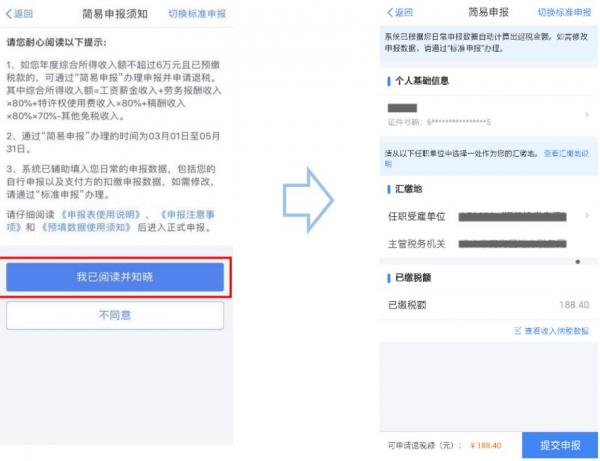 返回
简易申报须知
切换标准申报
请您耐心阅读以下提示：
1、如您年度综合所得收入额不超过6万元且已预缴
税款的，可通过“简易申报”办理申报并申请退税。
其中综合所得收入额=工资薪金收入+劳务报酬收入
×80%+特许权使用费收入×80%+稿酬收入
×80%×70%-其他免税收入。
2、通过“简易申报”办理的时间为03月01日至05月
31日。
3、系统已辅助填入您日常的申报数据，包括您的
自行申报以及支付方的扣缴申报数据，如需修改，
请通过“标准申报”办理。
请仔细阅读《申报表使用说明》、《申报注意事
项》和《预填数据使用须知》后进入正式申报。
我已阅读并知晓
不同意
返回
简易申报
切换标准申报
系统已根据您日常申报数据自动计算出返税金额。如需修改
申报数据、请通过“标准申报”办理。
个人基础信息
证件号码：6****************5
请从以下任职单位中选择一处作为您的汇缴地。 查看汇缴地说
明
汇缴地
任职受雇单位
主管税务机关
已缴税额
已缴税额 188.40
查看收入纳税数据
可申请退税额（元）：￥188.40
提交申报